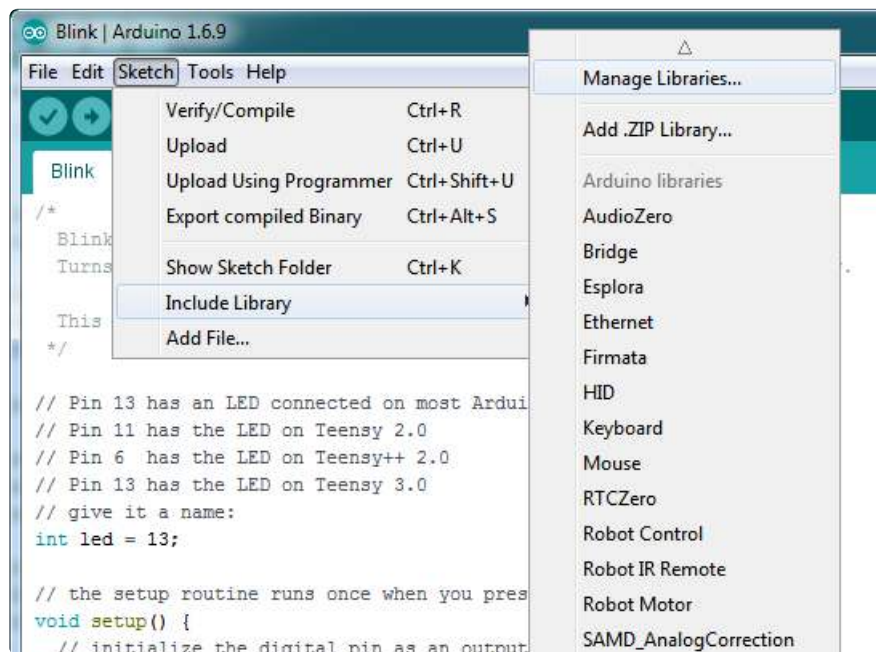 Blink | Arduino 1.6.9
File Edit Sketch Tools Help
Verify/Compile Ctrl+R
Upload Ctrl+U
Upload Using Programmer Ctrl+Shift+U
Export compiled Binary Ctrl+Alt+S
Show Sketch Folder Ctrl+K
Include Library
Add File...
Manage Libraries...
Add .ZIP Library...
Arduino libraries
AudioZero
Bridge
Esplora
Ethernet
Firmata
HID
Keyboard
Mouse
RTCZero
Robot Control
Robot IR Remote
Robot Motor
SAMD_AnalogCorrection
Blink
/*
Blink
Turns
This
*/
// Pin 13 has an LED connected on most Ardui
// Pin 11 has the LED on Teensy 2.0
// Pin 6  has the LED on Teensy++ 2.0
// Pin 13 has the LED on Teensy 3.0
// give it a name:
int led = 13;
// the setup routine runs once when you pres
void setup() {
// initialize the digital pin as an output